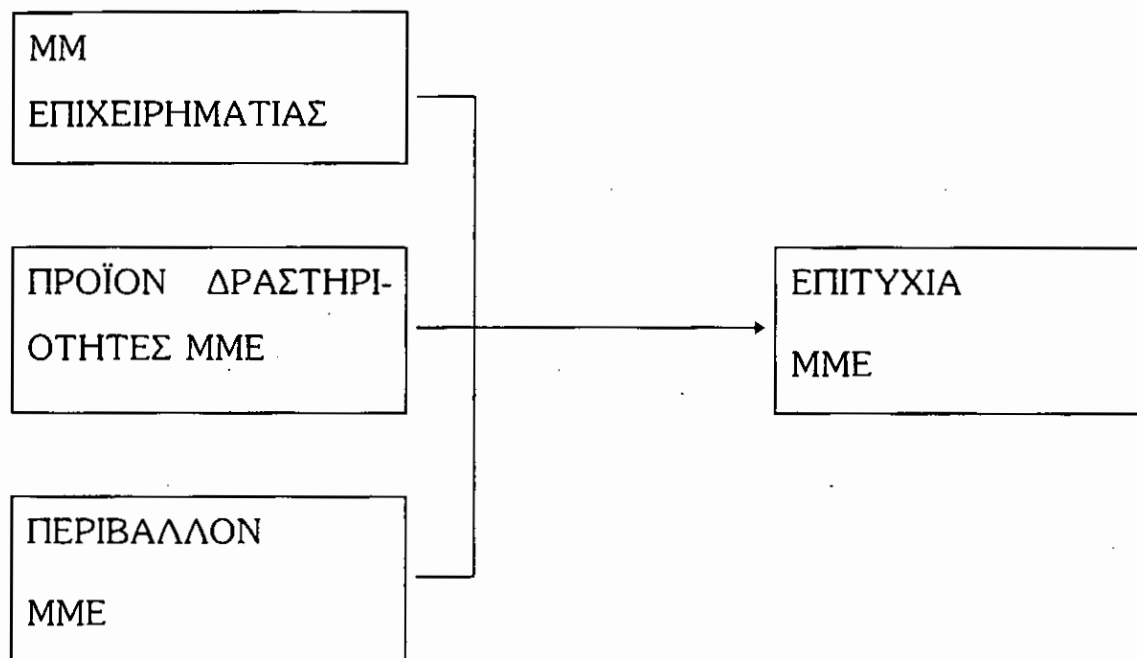 ΜΜ
ΕΠΙΧΕΙΡΗΜΑΤΙΑΣ
ΠΡΟΪΟΝ ΔΡΑΣΤΗΡΙ-
ΟΤΗΤΕΣ ΜΜΕ
ΕΠΙΤΥΧΙΑ
ΜΜΕ
ΠΕΡΙΒΑΛΛΟΝ
ΜΜΕ